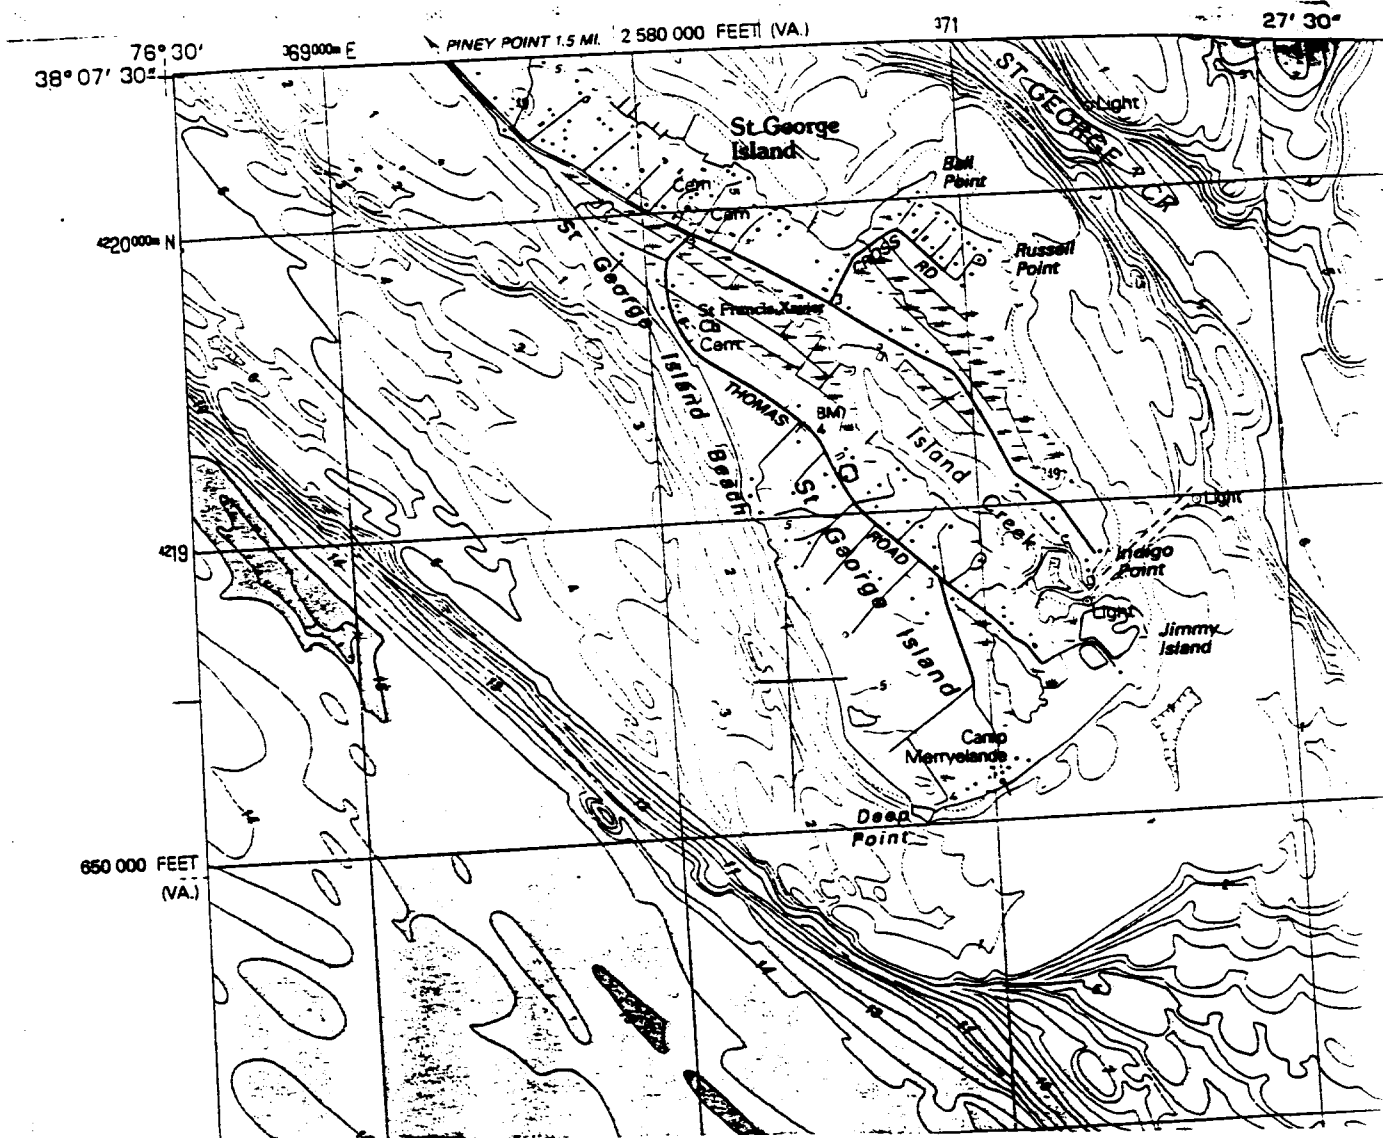 76°30'
369000m E
PINEY POINT 1.5 MI.
2 580 000 FEET (VA.)
371
27' 30"
38°07'30"
ST GEORGE CR
Light
St George
Island
Ball
Point
Cem
Cem
4220000m N
CROSS
RD
Russell
Point
St George Island Beach
St Francis Xavier
Ch
Cem
THOMAS
BM
4
Island Creek
Light
4219
ROAD
Indigo
Point
Light
St George Island
Jimmy
Island
Camp
Merryelande
Deep
Point
650 000 FEET
(VA.)